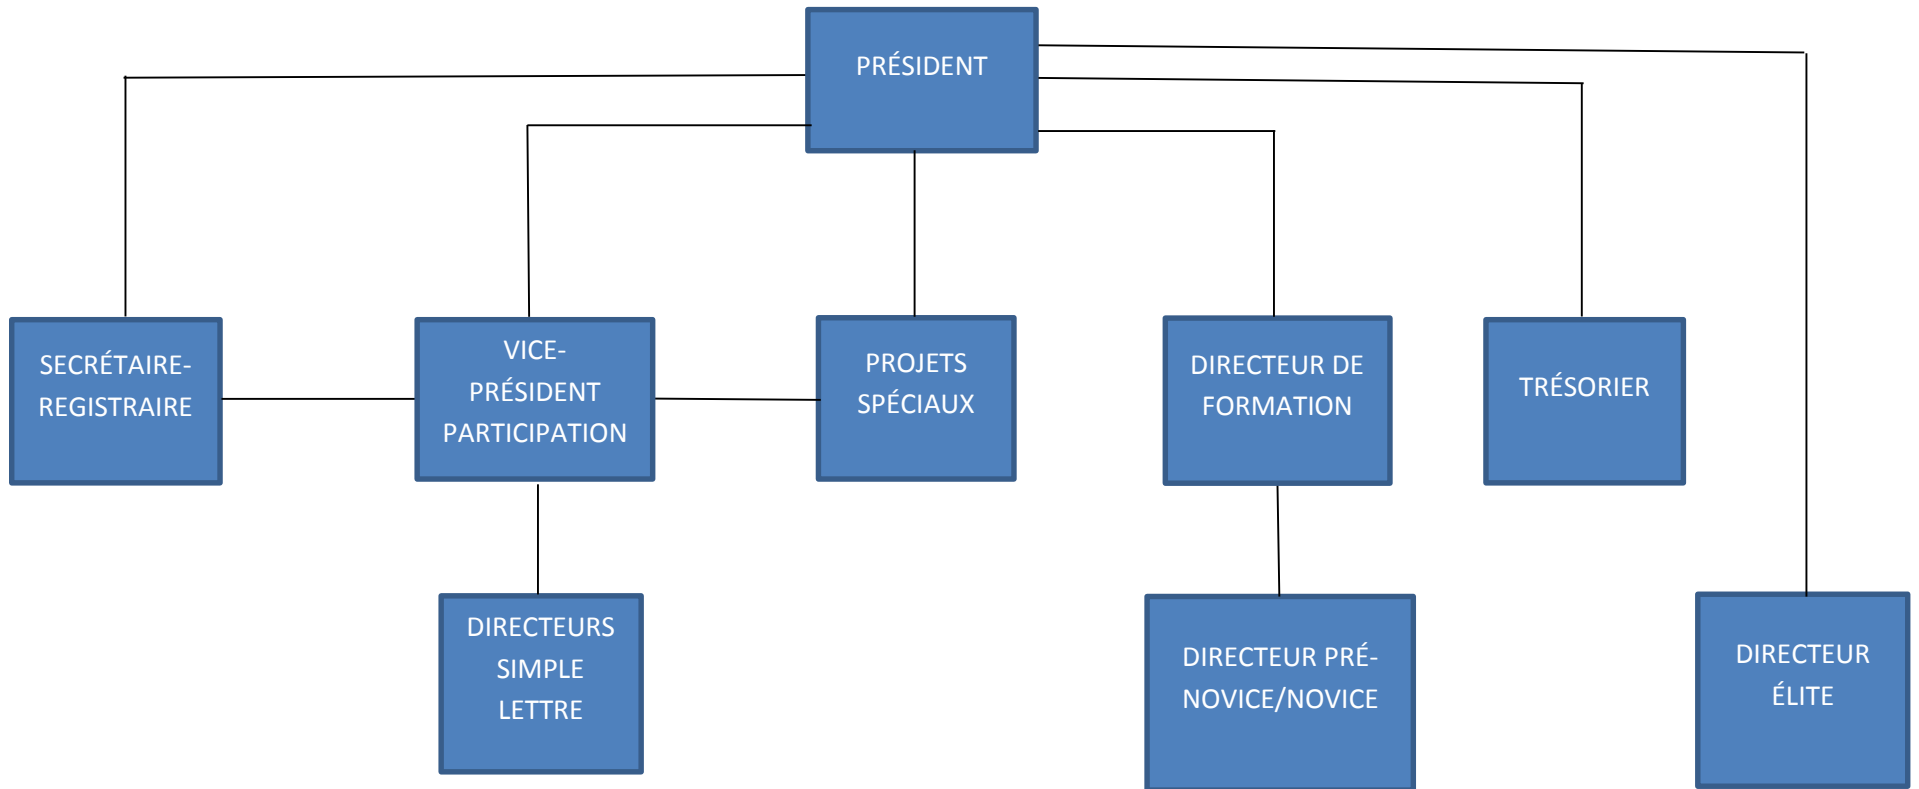 PRÉSIDENT
SECRÉTAIRE-
REGISTRAIRE
VICE-
PRÉSIDENT
PARTICIPATION
PROJETS
SPÉCIAUX
DIRECTEUR DE
FORMATION
TRÉSORIER
DIRECTEURS
SIMPLE
LETTRE
DIRECTEUR PRÉ-
NOVICE/NOVICE
DIRECTEUR
ÉLITE